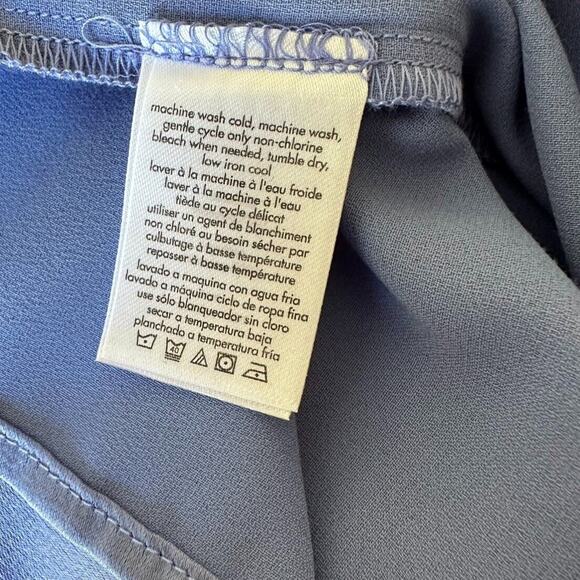 machine wash cold, machine wash,
gentle cycle only non-chlorine
bleach when needed, tumble dry,
low iron cool
laver à la machine à l'eau froide
laver à la machine à l'eau
tiède au cycle délicat
utiliser un agent de blanchiment
non chloré au besoin sécher par
culbutage à basse température
repasser à basse température
lavado a maquina con agua fria
lavado a máquina ciclo de ropa fina
use sólo blanqueador sin cloro
secar a temperatura baja
planchado a temperatura fría
40